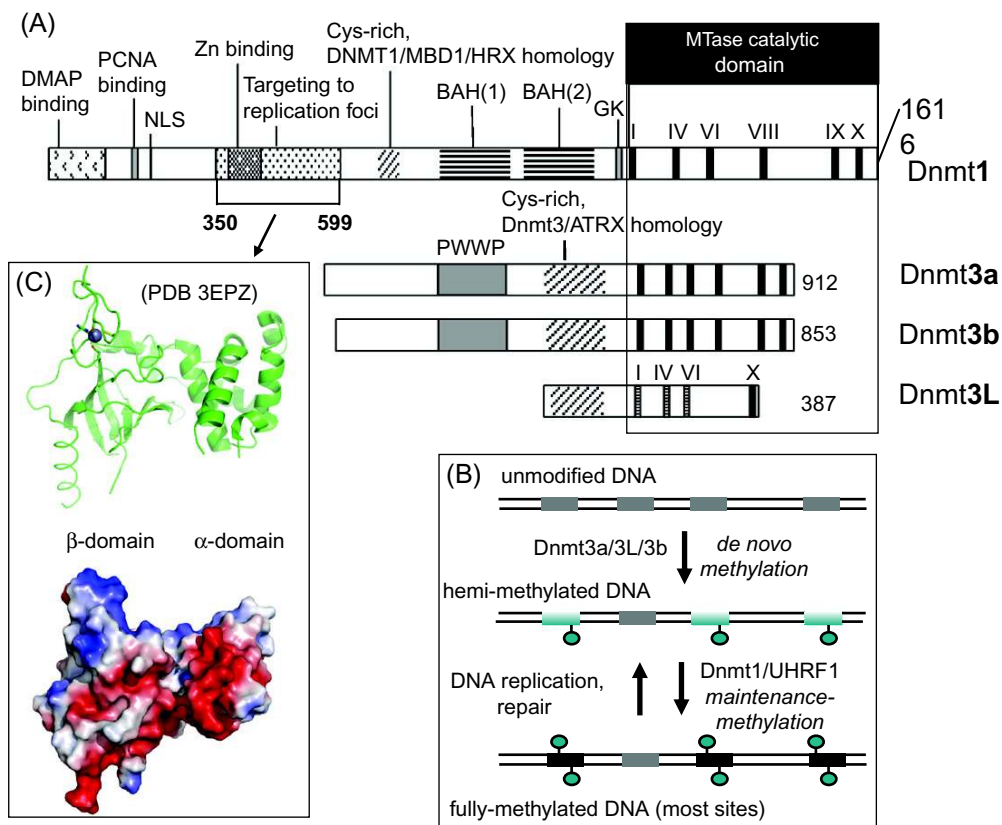 (A)
Cys-rich,
DNMT1/MBD1/HRX homology
MTase catalytic
domain
Zn binding
PCNA
binding
DMAP
binding
Targeting to
replication foci
NLS
BAH(1)
BAH(2)
GK
I IV VI VIII IX X
161
6
Dnmt1
350
599
Cys-rich,
Dnmt3/ATRX homology
PWWP
912
Dnmt3a
853
Dnmt3b
I IV VI X
387
Dnmt3L
(C)
(PDB 3EPZ)
β-domain
α-domain
(B)
unmodified DNA
Dnmt3a/3L/3b
de novo
methylation
hemi-methylated DNA
DNA replication,
repair
Dnmt1/UHRF1
maintenance-
methylation
fully-methylated DNA (most sites)